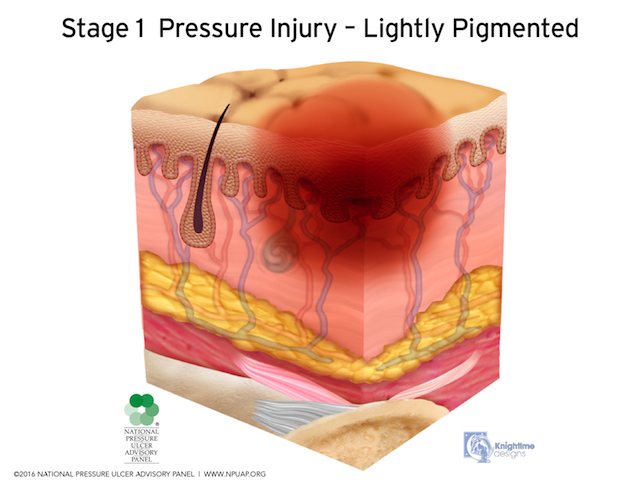 Stage 1 Pressure Injury – Lightly Pigmented
NATIONAL
PRESSURE
ULCER
ADVISORY
PANEL
®
Knighttime
designs
©2016 NATIONAL PRESSURE ULCER ADVISORY PANEL | WWW.NPUAP.ORG